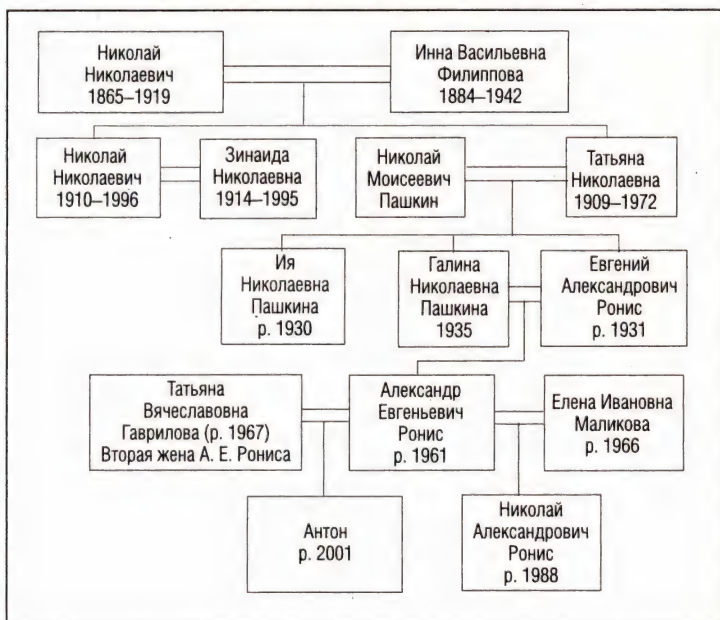 Николай
Николаевич
1865–1919
Инна Васильевна
Филиппова
1884–1942
Николай
Николаевич
1910–1996
Зинаида
Николаевна
1914–1995
Николай
Моисеевич
Пашкин
Татьяна
Николаевна
1909–1972
Ия
Николаевна
Пашкина
р. 1930
Галина
Николаевна
Пашкина
1935
Евгений
Александрович
Ронис
р. 1931
Татьяна
Вячеславовна
Гаврилова (р. 1967)
Вторая жена А. Е. Рониса
Александр
Евгеньевич
Ронис
р. 1961
Елена Ивановна
Маликова
р. 1966
Антон
р. 2001
Николай
Александрович
Ронис
р. 1988